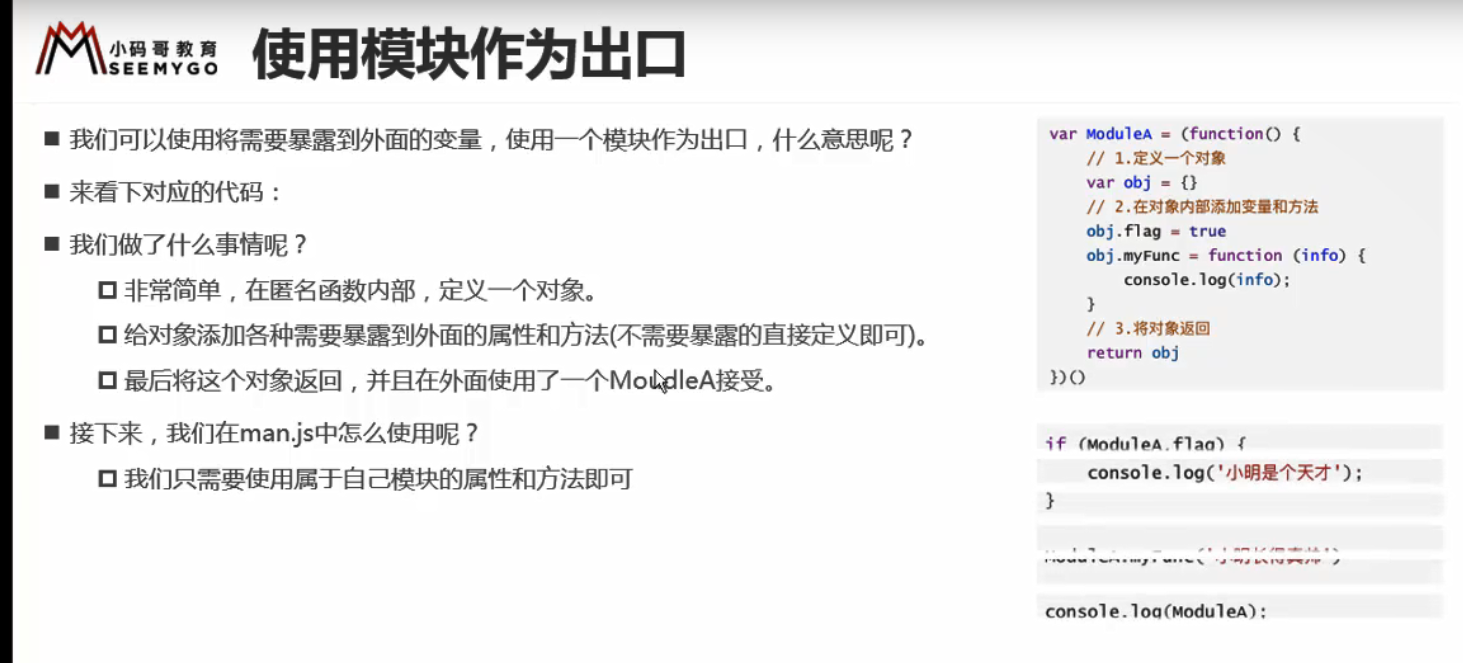 小码哥教育
SEEMYGO
使用模块作为出口
■ 我们可以使用将需要暴露到外面的变量，使用一个模块作为出口，什么意思呢？
■ 来看下对应的代码：
■ 我们做了什么事情呢？
非常简单，在匿名函数内部，定义一个对象。
给对象添加各种需要暴露到外面的属性和方法(不需要暴露的直接定义即可)。
最后将这个对象返回，并且在外面使用了一个MoudleA接受。
■ 接下来，我们在man.js中怎么使用呢？
我们只需要使用属于自己模块的属性和方法即可
var ModuleA = (function() {
// 1.定义一个对象
var obj = {}
// 2.在对象内部添加变量和方法
obj.flag = true
obj.myFunc = function (info) {
console.log(info);
}
// 3.将对象返回
return obj
})()
if (ModuleA.flag) {
console.log('小明是个天才');
}
ModuleA.myFunc('小明长得真帅')
console.log(ModuleA);